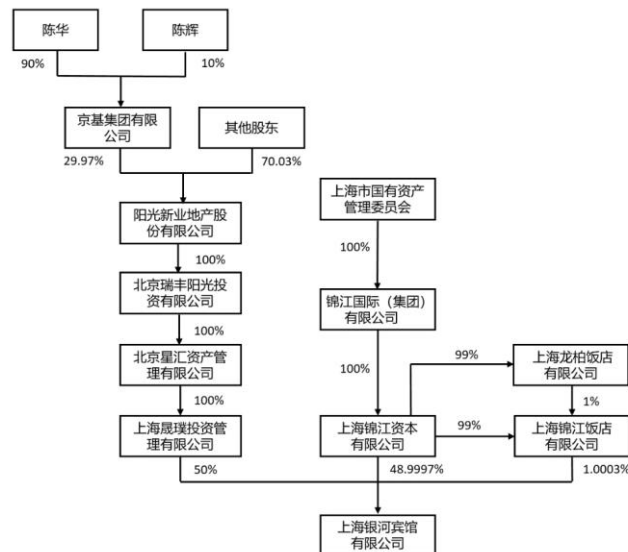 陈华
陈辉
90%
10%
京基集团有限
公司
其他股东
29.97%
70.03%
上海市国有资产
管理委员会
阳光新业地产股
份有限公司
100%
100%
北京瑞丰阳光投
资有限公司
锦江国际（集团）
有限公司
100%
北京星汇资产管
理有限公司
100%
99%
上海龙柏饭店
有限公司
100%
1%
上海晟璞投资管
理有限公司
上海锦江资本
有限公司
99%
上海锦江饭店
有限公司
50%
48.9997%
1.0003%
上海银河宾馆
有限公司